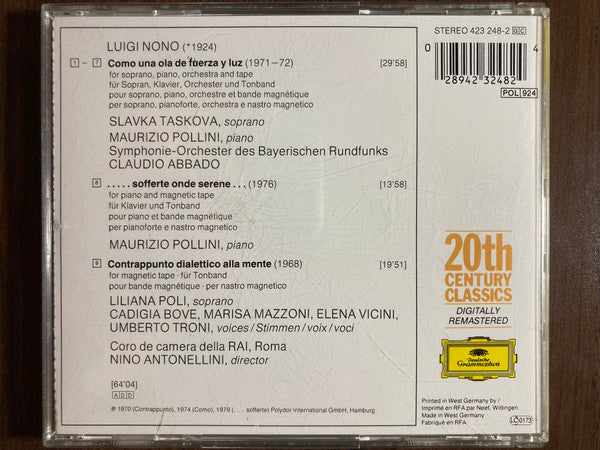 LUIGI NONO (*1924)
STEREO 423 248-2 GC
0 28942 32482 4
POL 924
1 - 7 Como una ola de fuerza y luz (1971–72) [29'58]
for soprano, piano, orchestra and tape
für Sopran, Klavier, Orchester und Tonband
pour soprano, piano, orchestre et bande magnétique
per soprano, pianoforte, orchestra e nastro magnetico
SLAVKA TASKOVA, soprano
MAURIZIO POLLINI, piano
Symphonie-Orchester des Bayerischen Rundfunks
CLAUDIO ABBADO
8 ..... sofferte onde serene ... (1976) [13'58]
for piano and magnetic tape
für Klavier und Tonband
pour piano et bande magnétique
per pianoforte e nastro magnetico
MAURIZIO POLLINI, piano
9 Contrappunto dialettico alla mente (1968) [19'51]
for magnetic tape · für Tonband
pour bande magnétique · per nastro magnetico
LILIANA POLI, soprano
CADIGIA BOVE, MARISA MAZZONI, ELENA VICINI,
UMBERTO TRONI, voices / Stimmen / voix / voci
Coro de camera della RAI, Roma
NINO ANTONELLINI, director
[64'04]
ADD
℗ 1970 (Contrappunto), 1974 (Como), 1979 (. . . sofferte) Polydor International GmbH, Hamburg
20th
CENTURY
CLASSICS
DIGITALLY
REMASTERED
Deutsche
Grammophon
Printed in West Germany by /
Imprimé en RFA par Neef, Wittingen
Made in West Germany
Fabriqué en RFA
LC 0173